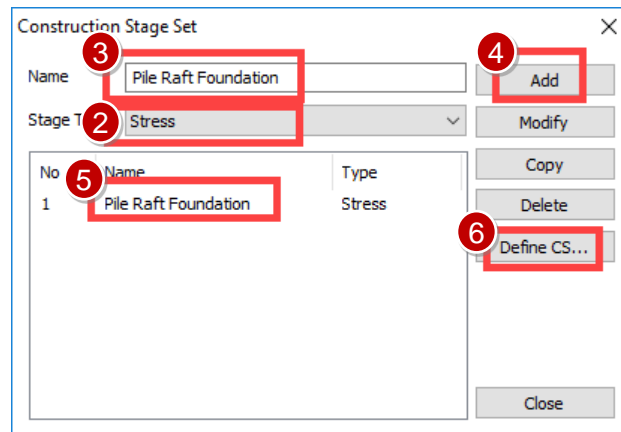 Construction Stage Set
3
4
Name Pile Raft Foundation Add
Stage T 2 Stress Modify
No 5 Name Type Copy
1 Pile Raft Foundation Stress Delete
6
Define CS...
Close